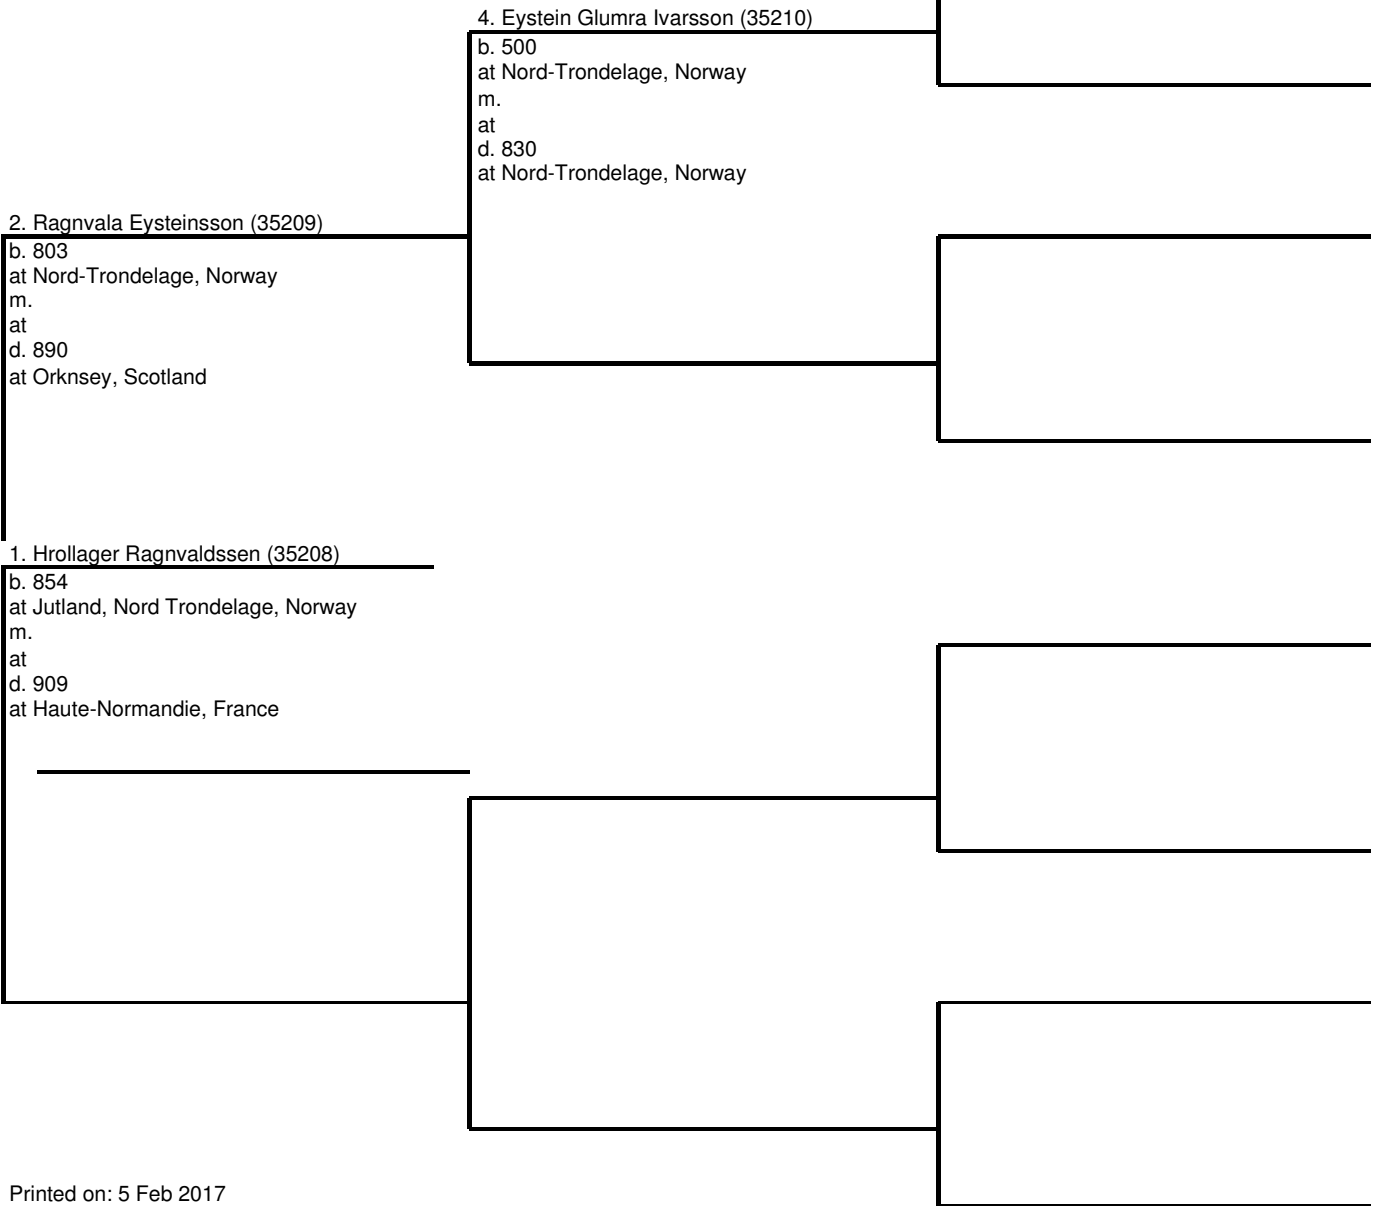 4. Eystein Glumra Ivarsson (35210)
b. 500
at Nord-Trondelage, Norway
m.
at
d. 830
at Nord-Trondelage, Norway
2. Ragnvala Eysteinsson (35209)
b. 803
at Nord-Trondelage, Norway
m.
at
d. 890
at Orknsey, Scotland
1. Hrollager Ragnvaldssen (35208)
b. 854
at Jutland, Nord Trondelage, Norway
m.
at
d. 909
at Haute-Normandie, France
Printed on: 5 Feb 2017